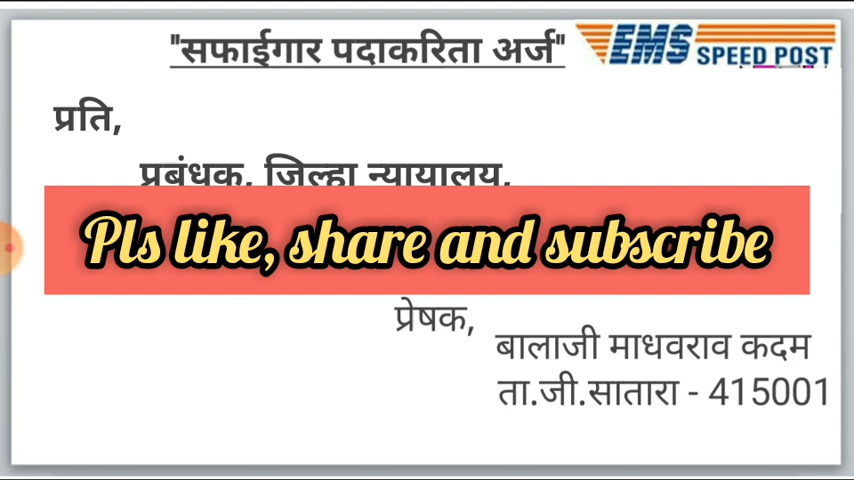 "सफाईगार पदाकरिता अर्ज"
EMS SPEED POST
प्रति,
प्रबंधक, जिल्हा न्यायालय,
Pls like, share and subscribe
प्रेषक,
बालाजी माधवराव कदम
ता.जी.सातारा - 415001